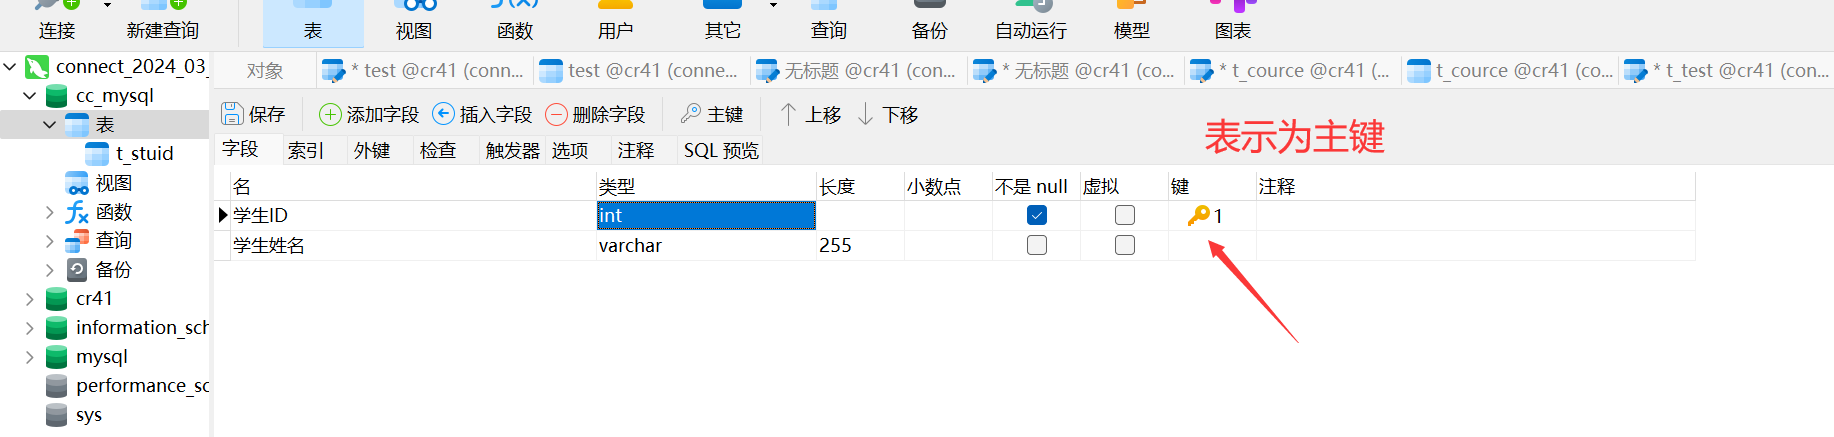 连接 新建查询 表 视图 函数 用户 其它 查询 备份 自动运行 模型 图表
connect_2024_03_
cc_mysql
表
t_stuid
视图
函数
查询
备份
cr41
information_sch
mysql
performance_sc
sys
对象 * test @cr41 (conn... test @cr41 (conne... 无标题 @cr41 (con... * 无标题 @cr41 (co... * t_cource @cr41 (... t_cource @cr41 (co... * t_test @cr41 (con...
保存 添加字段 插入字段 删除字段 主键 上移 下移
表示为主键
字段 索引 外键 检查 触发器 选项 注释 SQL 预览
名 类型 长度 小数点 不是 null 虚拟 键 注释
学生ID int 1
学生姓名 varchar 255